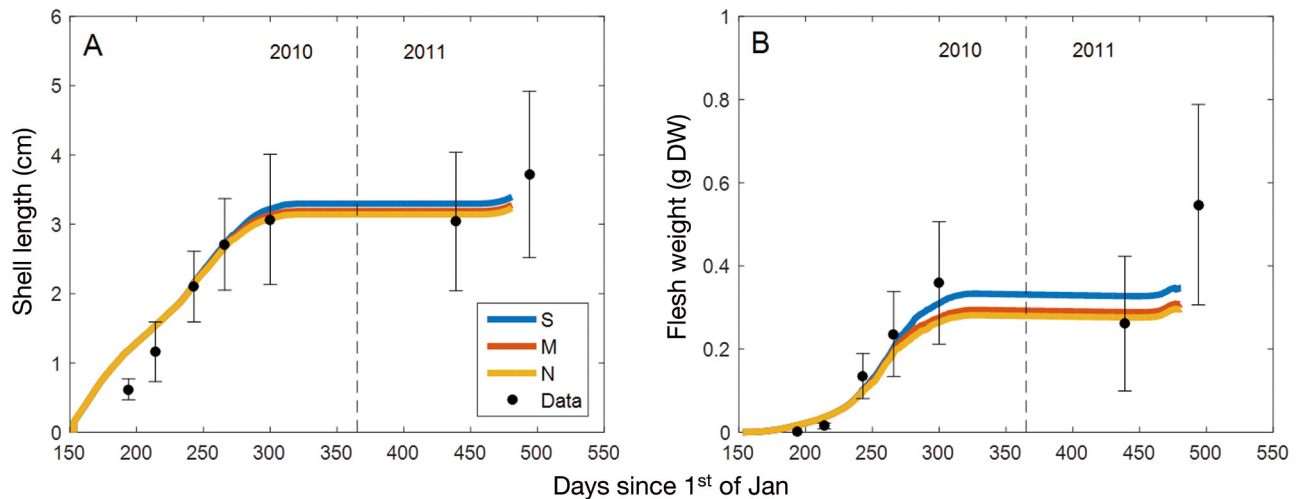 A
2010
2011
Shell length (cm)
6
5
4
3
2
1
0
S
M
N
Data
150 200 250 300 350 400 450 500 550
B
2010
2011
Flesh weight (g DW)
1
0.8
0.6
0.4
0.2
0
150 200 250 300 350 400 450 500 550
Days since 1st of Jan